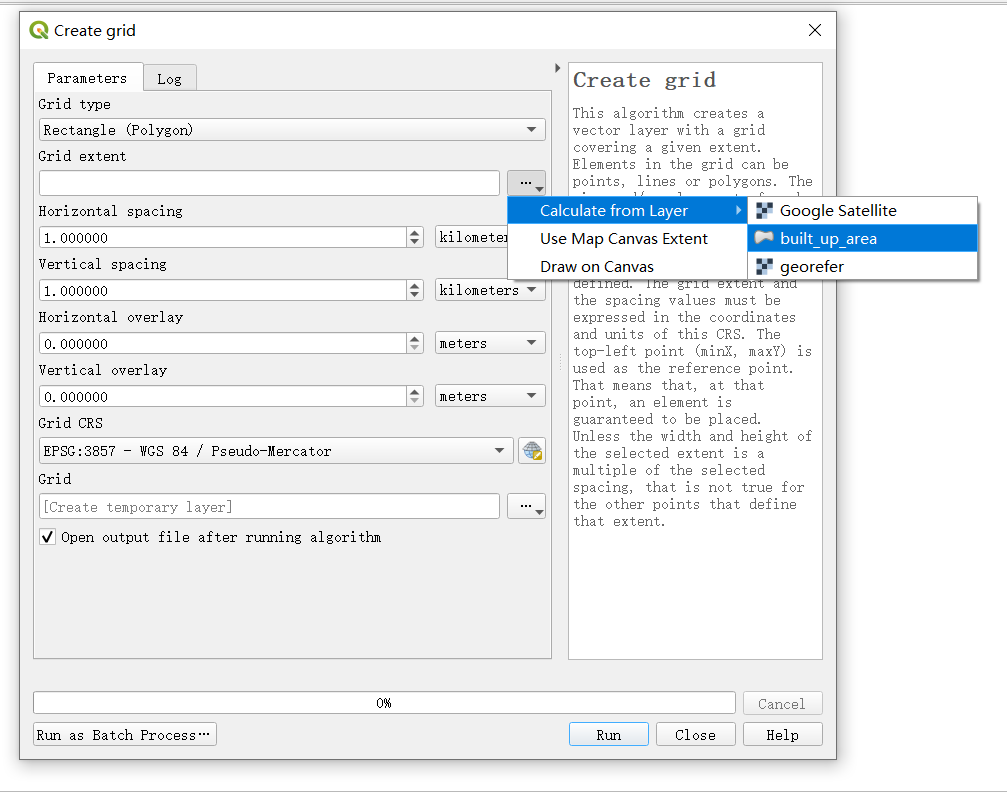 Create grid
Parameters
Log
Grid type
Rectangle (Polygon)
Grid extent
Horizontal spacing
1.000000
Vertical spacing
1.000000
kilometers
Horizontal overlay
0.000000
meters
Vertical overlay
0.000000
meters
Grid CRS
EPSG:3857 - WGS 84 / Pseudo-Mercator
Grid
[Create temporary layer]
Open output file after running algorithm
Calculate from Layer
Use Map Canvas Extent
Draw on Canvas
Google Satellite
built_up_area
georefer
Create grid
This algorithm creates a
vector layer with a grid
covering a given extent.
Elements in the grid can be
points, lines or polygons. The
defined. The grid extent and
the spacing values must be
expressed in the coordinates
and units of this CRS. The
top-left point (minX, maxY) is
used as the reference point.
That means that, at that
point, an element is
guaranteed to be placed.
Unless the width and height of
the selected extent is a
multiple of the selected
spacing, that is not true for
the other points that define
that extent.
0%
Cancel
Run as Batch Process…
Run
Close
Help